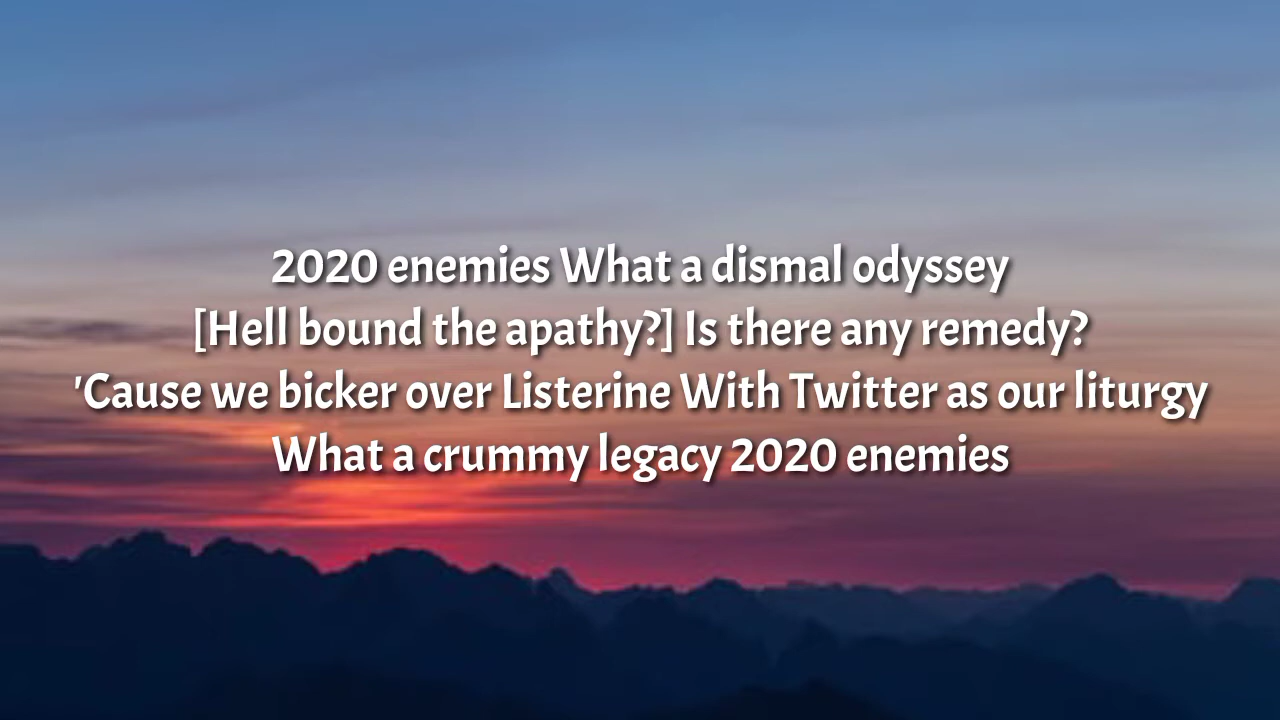 2020 enemies What a dismal odyssey
[Hell bound the apathy?] Is there any remedy?
'Cause we bicker over Listerine With Twitter as our liturgy
What a crummy legacy 2020 enemies